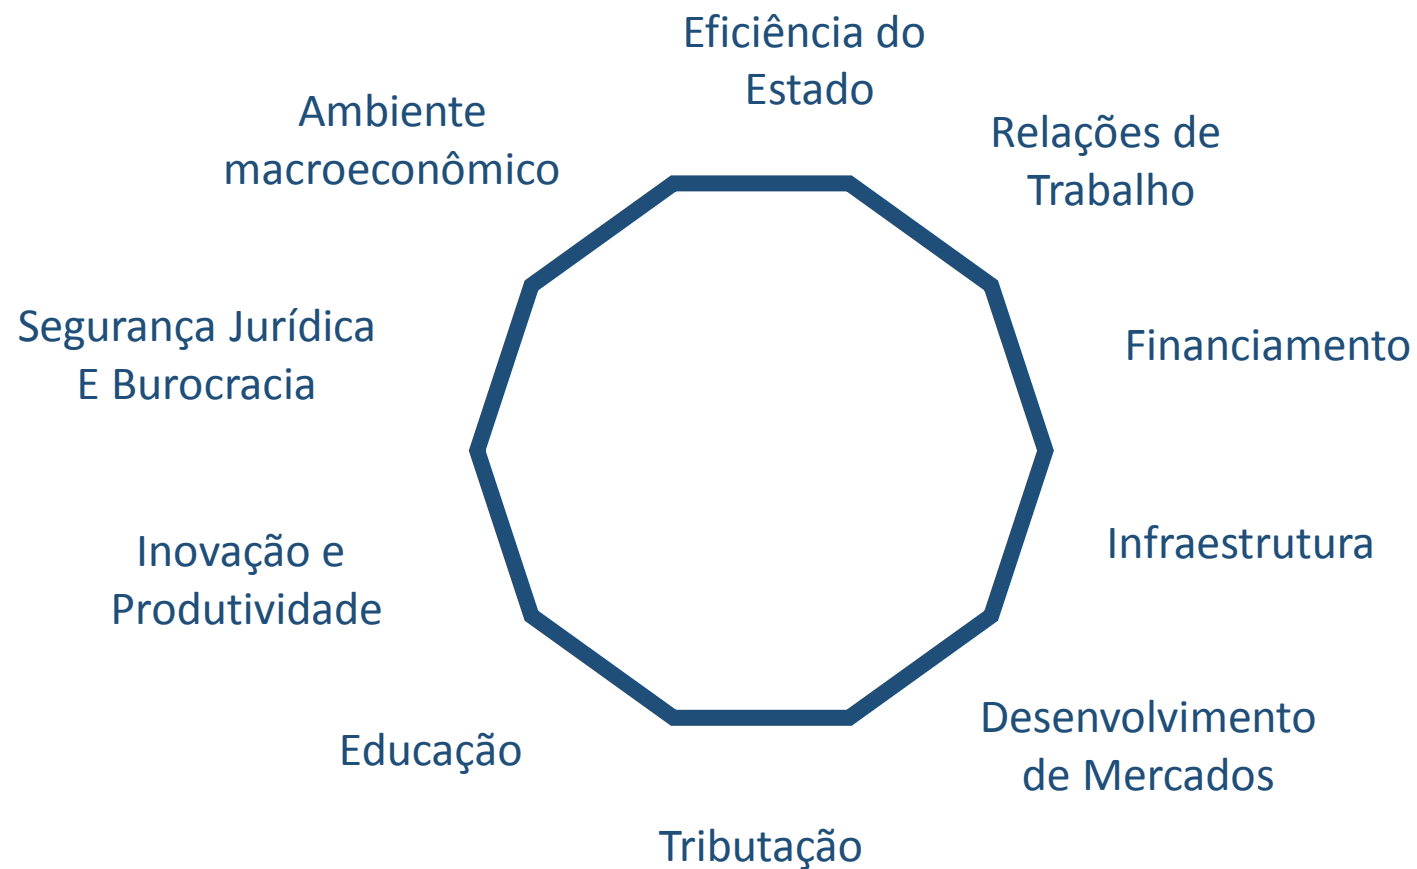 Eficiência do
Estado
Ambiente
macroeconômico
Relações de
Trabalho
Segurança Jurídica
E Burocracia
Financiamento
Inovação e
Produtividade
Infraestrutura
Educação
Desenvolvimento
de Mercados
Tributação